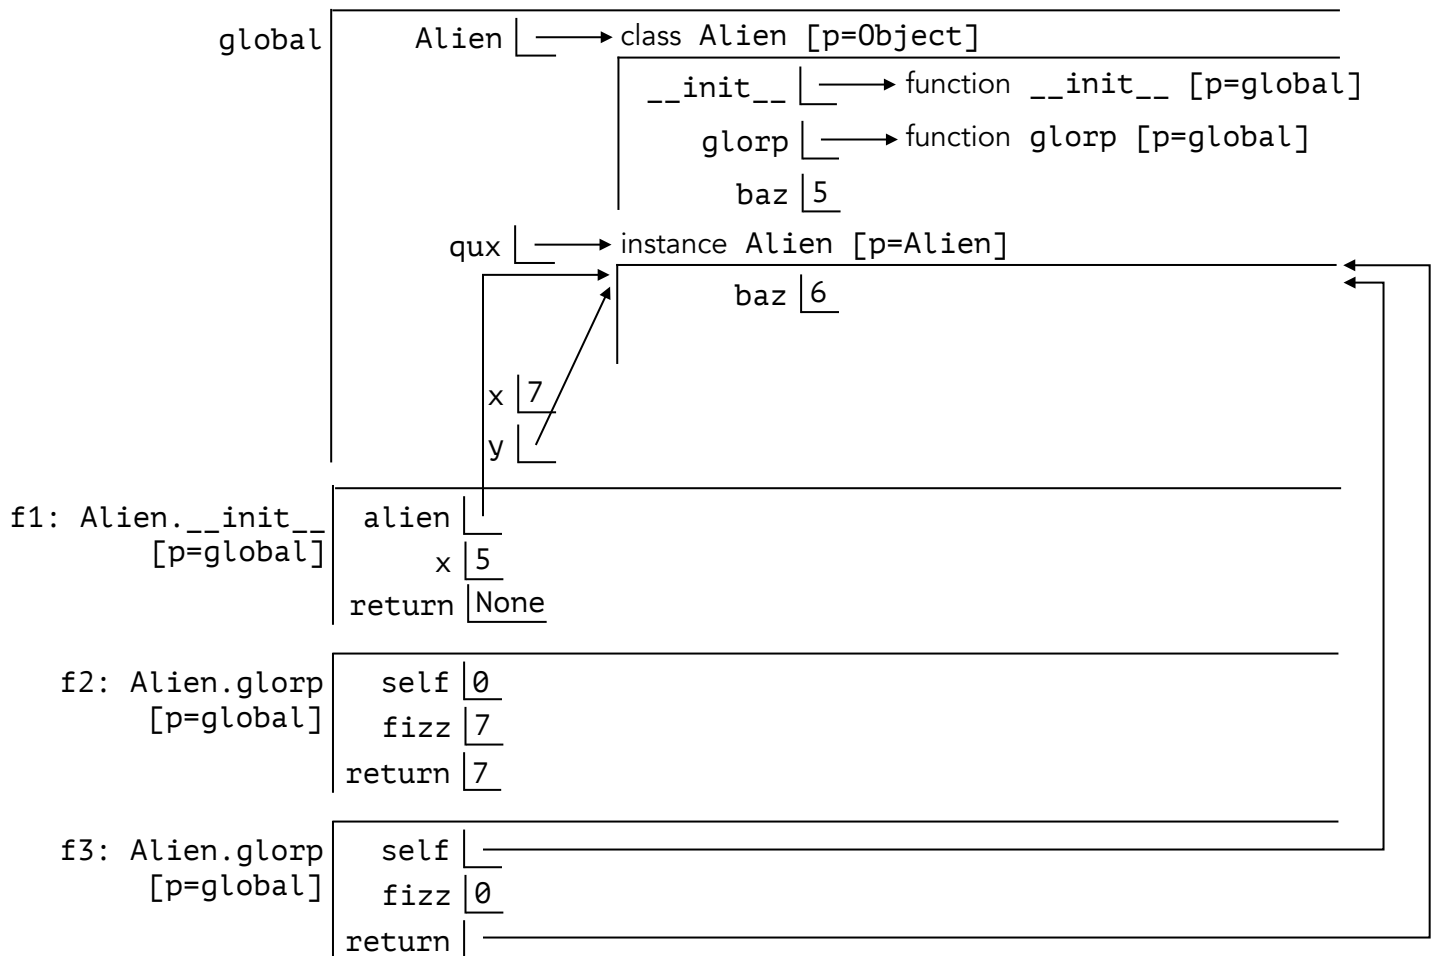 global Alien class Alien [p=Object]
__init__ function __init__ [p=global]
glorp function glorp [p=global]
baz 5
qux instance Alien [p=Alien]
baz 6
x 7
y
f1: Alien.__init__ [p=global]
alien
x 5
return None
f2: Alien.glorp [p=global]
self 0
fizz 7
return 7
f3: Alien.glorp [p=global]
self
fizz 0
return